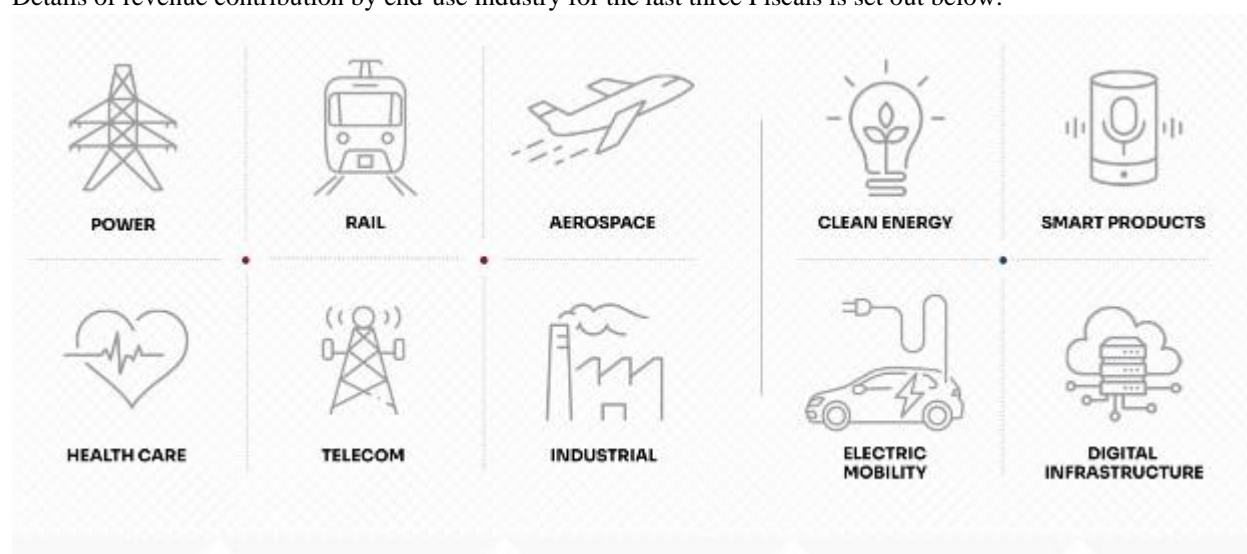 Details of revenue contribution by end-use industry for the last three Fiscals is set out below:
POWER
RAIL
AEROSPACE
CLEAN ENERGY
SMART PRODUCTS
HEALTH CARE
TELECOM
INDUSTRIAL
ELECTRIC
MOBILITY
DIGITAL
INFRASTRUCTURE